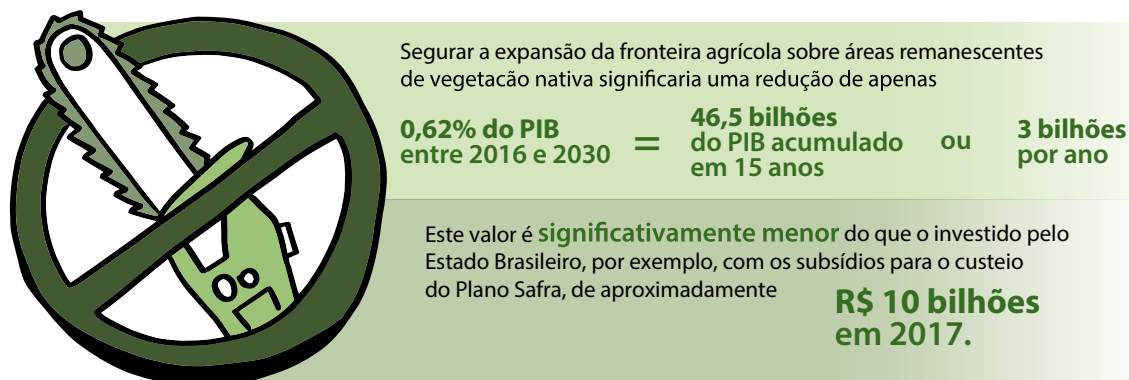 Segurar a expansão da fronteira agrícola sobre áreas remanescentes
de vegetacão nativa significaria uma redução de apenas
0,62% do PIB
entre 2016 e 2030
=
46,5 bilhões
do PIB acumulado
em 15 anos
ou
3 bilhões
por ano
Este valor é significativamente menor do que o investido pelo
Estado Brasileiro, por exemplo, com os subsídios para o custeio
do Plano Safra, de aproximadamente
R$ 10 bilhões
em 2017.